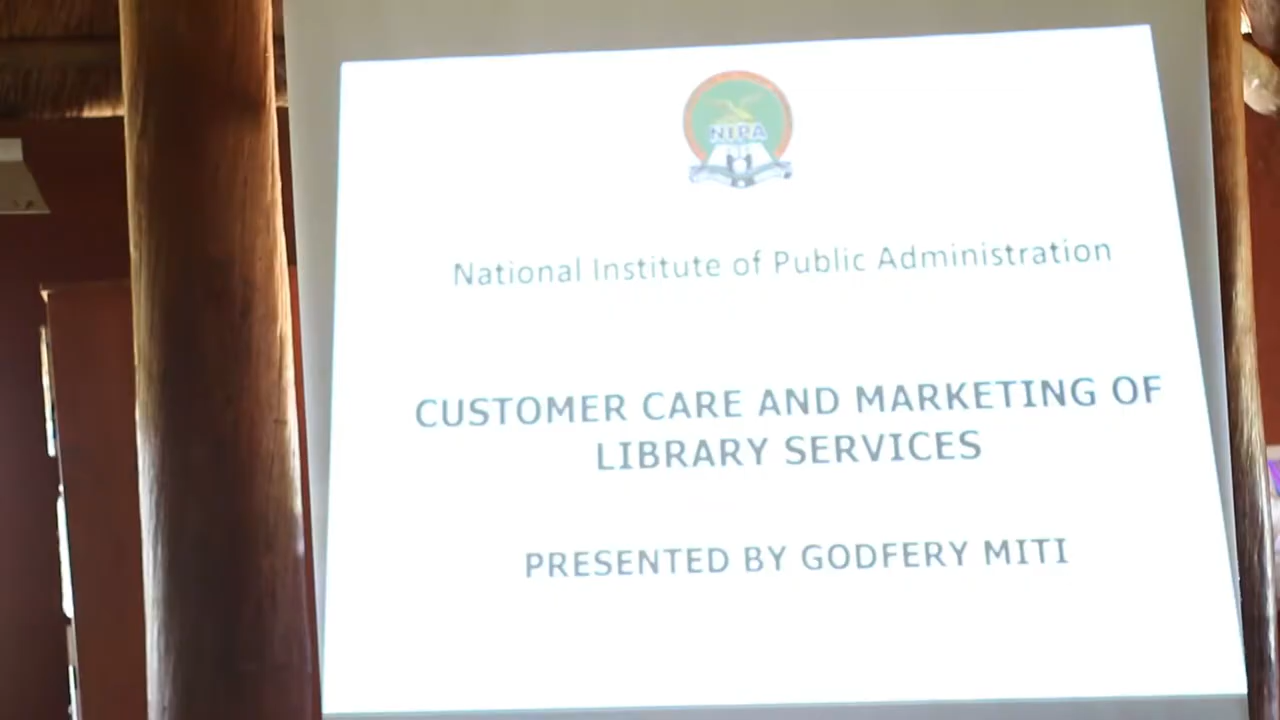 NIPA
National Institute of Public Administration
CUSTOMER CARE AND MARKETING OF
LIBRARY SERVICES
PRESENTED BY GODFERY MITI